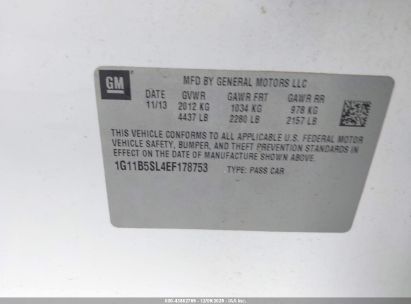 GM
MFD BY GENERAL MOTORS LLC
DATE GVWR GAWR FRT GAWR RR
11/13 2012 KG 1034 KG 978 KG
4437 LB 2280 LB 2157 LB
THIS VEHICLE CONFORMS TO ALL APPLICABLE U.S. FEDERAL MOTOR
VEHICLE SAFETY, BUMPER, AND THEFT PREVENTION STANDARDS
IN EFFECT ON THE DATE OF MANUFACTURE SHOWN ABOVE.
1G11B5SL4EF178753 TYPE: PASS CAR